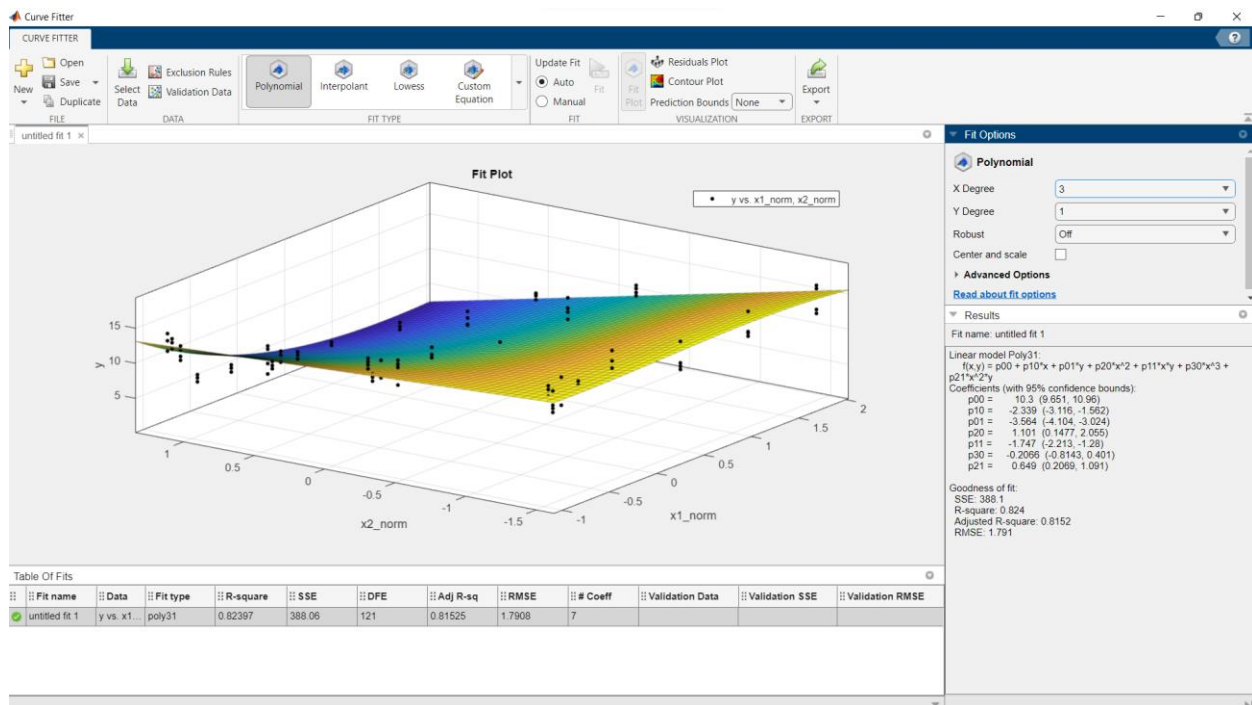 Curve Fitter
CURVE FITTER
New
Open
Save
Duplicate
FILE
Select Data
Exclusion Rules
Validation Data
DATA
Polynomial
Interpolant
Lowess
Custom Equation
FIT TYPE
Update Fit
Auto
Manual
Fit
FIT
Fit Plot
Residuals Plot
Contour Plot
Prediction Bounds None
VISUALIZATION
Export
EXPORT
untitled fit 1
Fit Plot
y vs. x1_norm, x2_norm
15
10
5
y
1
0.5
0
-0.5
-1
-1.5
x2_norm
-1
-0.5
0
0.5
1
1.5
2
x1_norm
Fit Options
Polynomial
X Degree 3
Y Degree 1
Robust Off
Center and scale
Advanced Options
Read about fit options
Results
Fit name: untitled fit 1
Linear model Poly31:
f(x,y) = p00 + p10*x + p01*y + p20*x^2 + p11*x*y + p30*x^3 +
p21*x^2*y
Coefficients (with 95% confidence bounds):
p00 = 10.3 (9.651, 10.96)
p10 = -2.339 (-3.116, -1.562)
p01 = -3.564 (-4.104, -3.024)
p20 = 1.101 (0.1477, 2.055)
p11 = -1.747 (-2.213, -1.28)
p30 = -0.2066 (-0.8143, 0.401)
p21 = 0.649 (0.2069, 1.091)
Goodness of fit:
SSE: 388.1
R-square: 0.824
Adjusted R-square: 0.8152
RMSE: 1.791
Table Of Fits
Fit name Data Fit type R-square SSE DFE Adj R-sq RMSE # Coeff Validation Data Validation SSE Validation RMSE
untitled fit 1 y vs. x1... poly31 0.82397 388.06 121 0.81525 1.7908 7